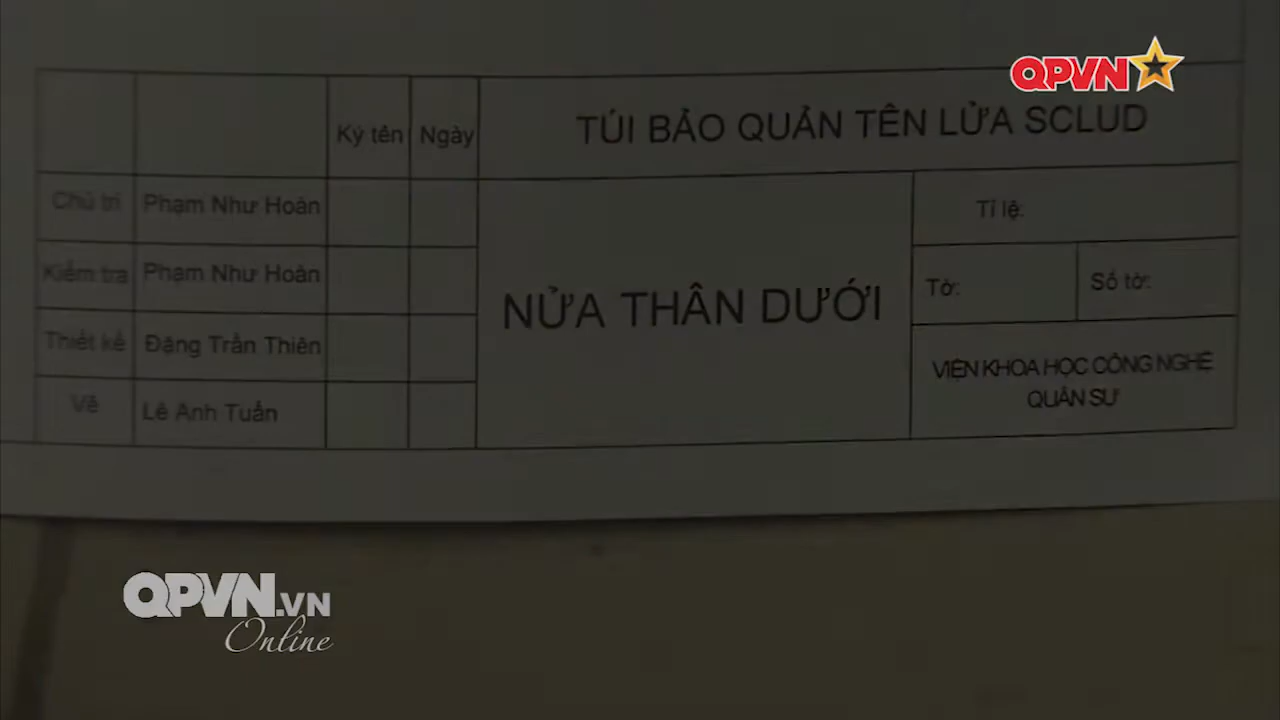 QPVN
Ký tên
Ngày
TÚI BẢO QUẢN TÊN LỬA SCLUD
Chủ trì
Phạm Như Hoàn
Kiểm tra
Phạm Như Hoàn
Thiết kế
Đặng Trần Thiên
Vẽ
Lê Anh Tuấn
NỬA THÂN DƯỚI
Tỉ lệ:
Tờ:
Số tờ:
VIỆN KHOA HỌC CÔNG NGHỆ
QUÂN SỰ
QPVN.VN
Online